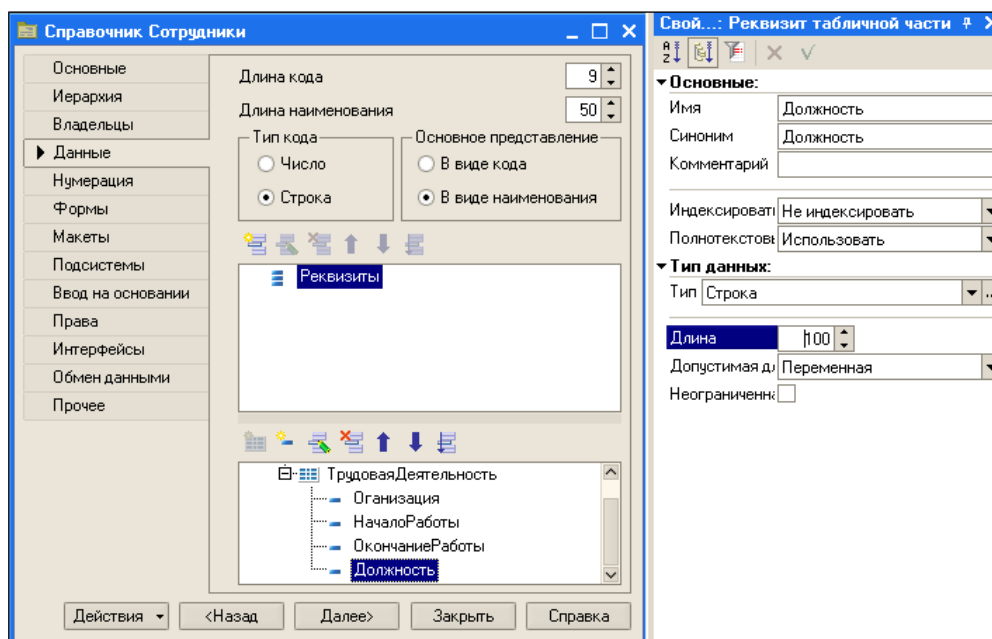 Справочник Сотрудники
Основные
Иерархия
Владельцы
Данные
Нумерация
Формы
Макеты
Подсистемы
Ввод на основании
Права
Интерфейсы
Обмен данными
Прочее
Длина кода 9
Длина наименования 50
Тип кода
Число
Строка
Основное представление
В виде кода
В виде наименования
Реквизиты
ТрудоваяДеятельность
Оганизация
НачалоРаботы
ОкончаниеРаботы
Должность
Действия <Назад Далее> Закрыть Справка
Свой...: Реквизит табличной части
Основные:
Имя Должность
Синоним Должность
Комментарий
Индексироват Не индексировать
Полнотекстовы Использовать
Тип данных:
Тип Строка ...
Длина 100
Допустимая д Переменная
Неограниченна